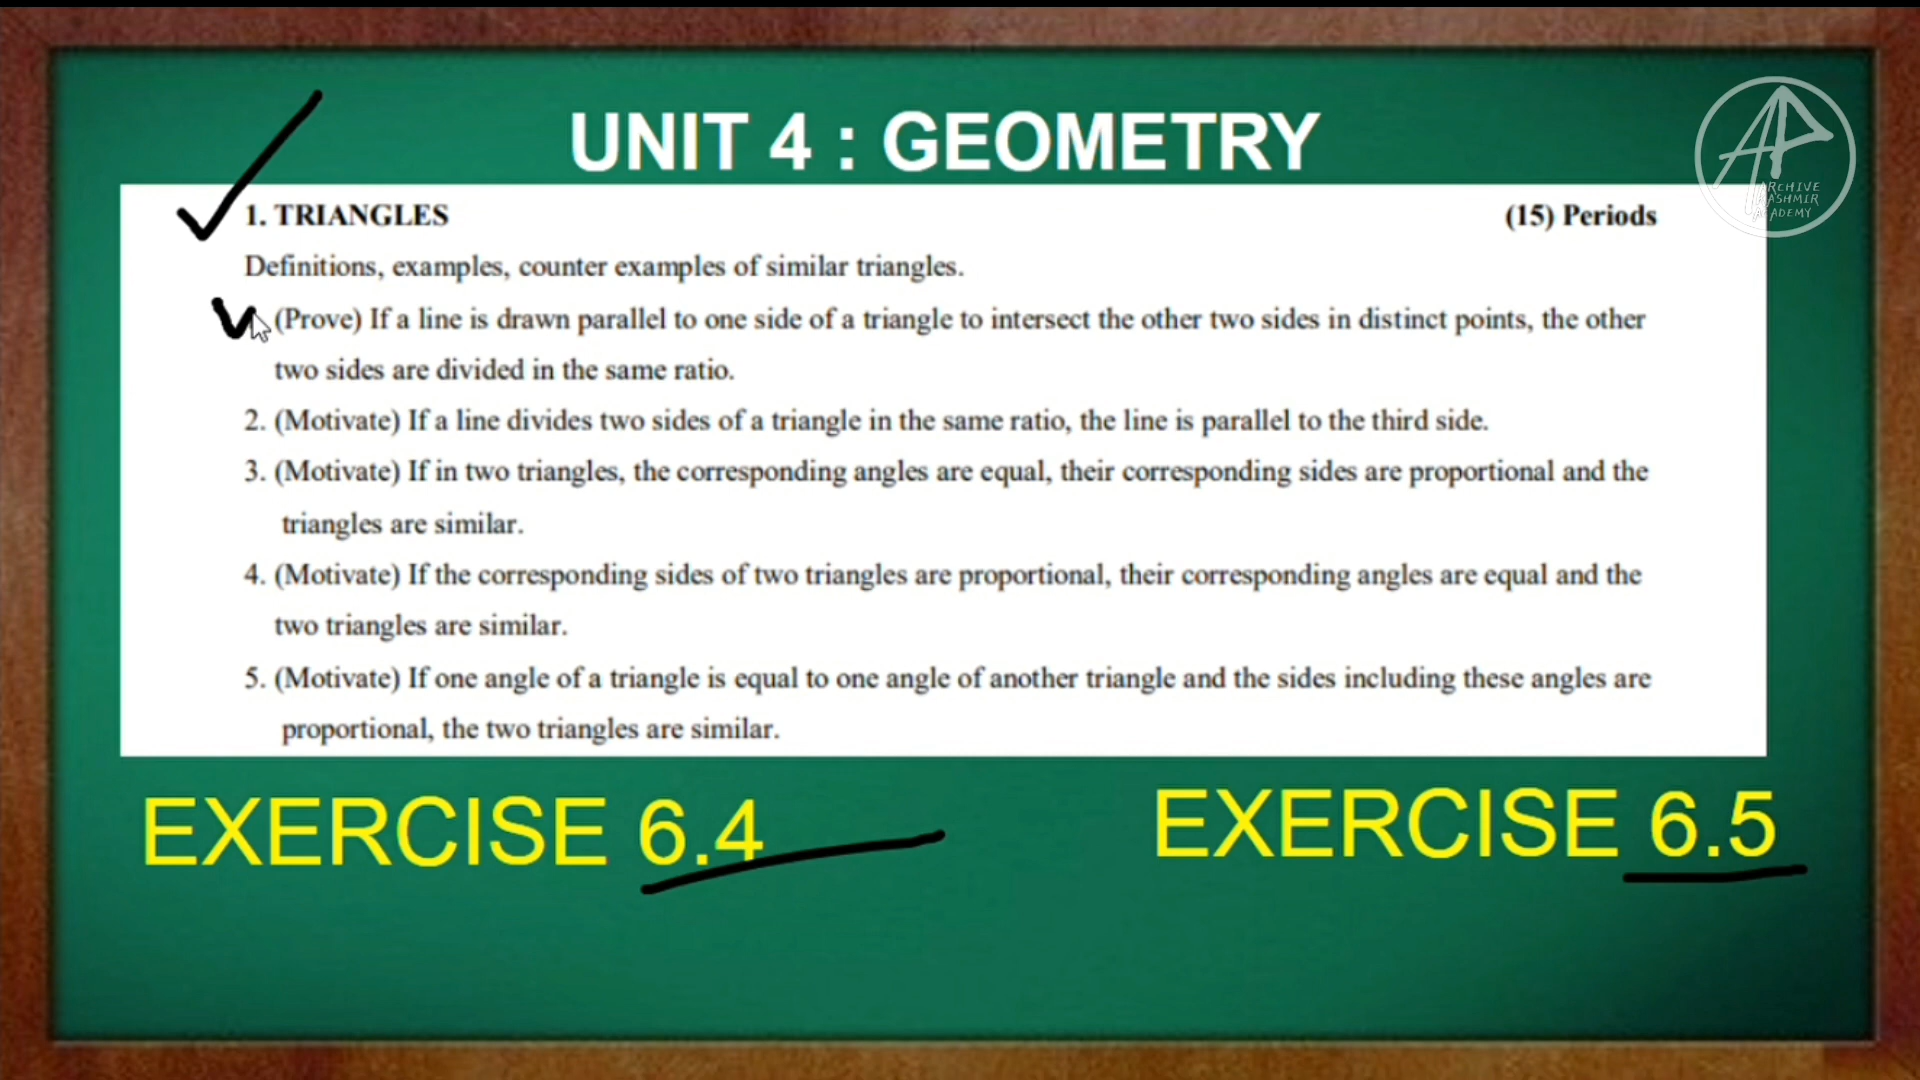 UNIT 4 : GEOMETRY
ARCHIVE
KASHMIR
ACADEMY
1. TRIANGLES (15) Periods
Definitions, examples, counter examples of similar triangles.
(Prove) If a line is drawn parallel to one side of a triangle to intersect the other two sides in distinct points, the other
two sides are divided in the same ratio.
2. (Motivate) If a line divides two sides of a triangle in the same ratio, the line is parallel to the third side.
3. (Motivate) If in two triangles, the corresponding angles are equal, their corresponding sides are proportional and the
triangles are similar.
4. (Motivate) If the corresponding sides of two triangles are proportional, their corresponding angles are equal and the
two triangles are similar.
5. (Motivate) If one angle of a triangle is equal to one angle of another triangle and the sides including these angles are
proportional, the two triangles are similar.
EXERCISE 6.4 EXERCISE 6.5